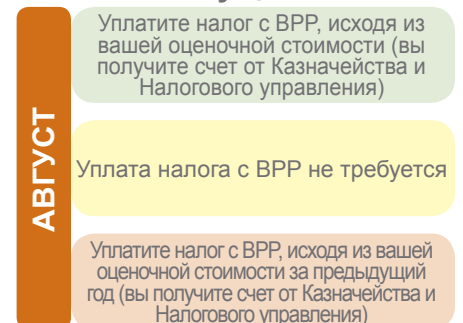 Уплатите налог с ВРР, исходя из
вашей оценочной стоимости (вы
получите счет от Казначейства и
Налогового управления)
АВГУСТ
Уплата налога с ВРР не требуется
Уплатите налог с ВРР, исходя из вашей
оценочной стоимости за предыдущий
год (вы получите счет от Казначейства и
Налогового управления)